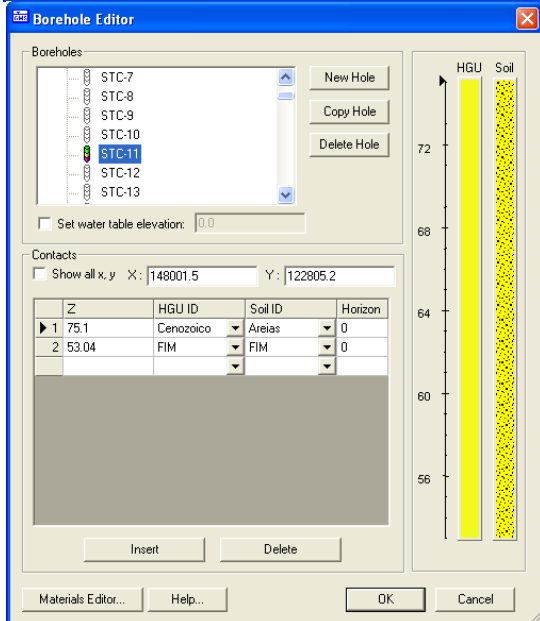 Borehole Editor
Boreholes
STC-7
STC-8
STC-9
STC-10
STC-11
STC-12
STC-13
New Hole
Copy Hole
Delete Hole
Set water table elevation: 0.0
Contacts
Show all x, y X: 148001.5 Y: 122805.2
Z HGU ID Soil ID Horizon
1 75.1 Cenozoico Areias 0
2 53.04 FIM FIM 0
Insert Delete
HGU Soil
72
68
64
60
56
Materials Editor... Help... OK Cancel